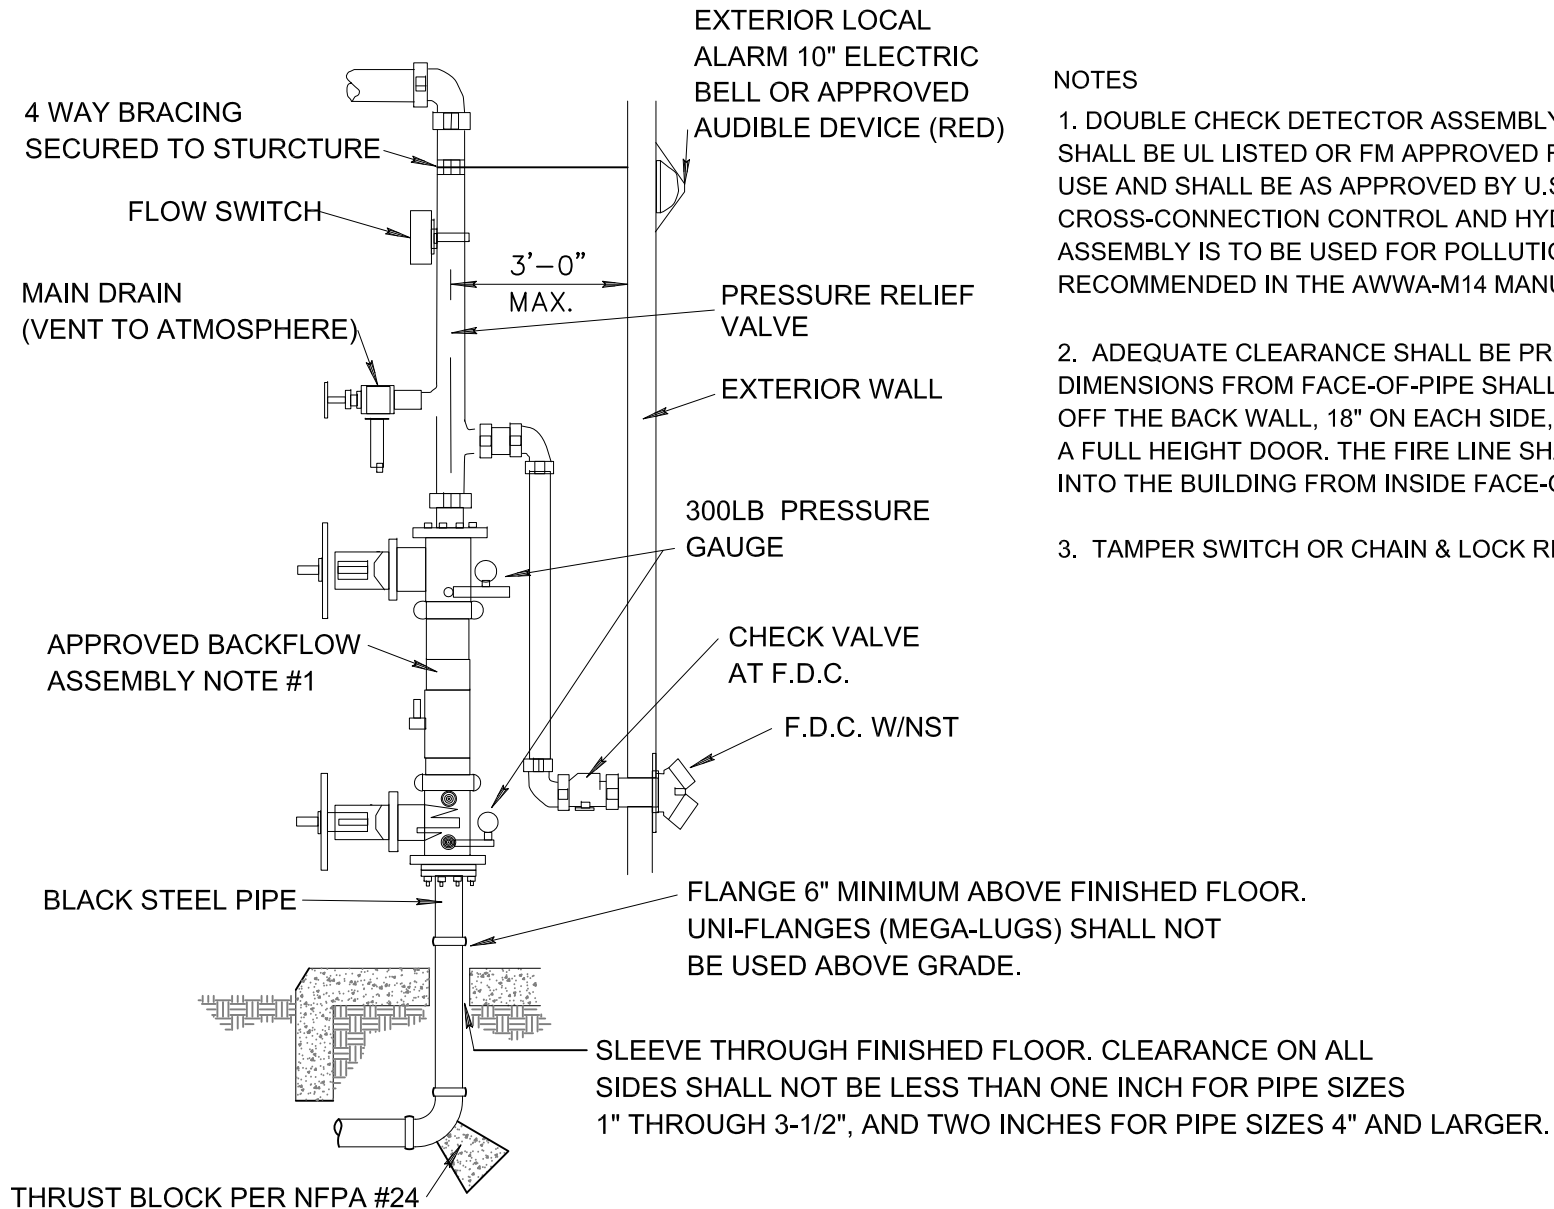 EXTERIOR LOCAL
ALARM 10" ELECTRIC
BELL OR APPROVED
AUDIBLE DEVICE (RED)
4 WAY BRACING
SECURED TO STURCTURE
FLOW SWITCH
3'-0"
MAX.
MAIN DRAIN
(VENT TO ATMOSPHERE)
PRESSURE RELIEF
VALVE
EXTERIOR WALL
300LB PRESSURE
GAUGE
APPROVED BACKFLOW
ASSEMBLY NOTE #1
CHECK VALVE
AT F.D.C.
F.D.C. W/NST
BLACK STEEL PIPE
FLANGE 6" MINIMUM ABOVE FINISHED FLOOR.
UNI-FLANGES (MEGA-LUGS) SHALL NOT
BE USED ABOVE GRADE.
SLEEVE THROUGH FINISHED FLOOR. CLEARANCE ON ALL
SIDES SHALL NOT BE LESS THAN ONE INCH FOR PIPE SIZES
1" THROUGH 3-1/2", AND TWO INCHES FOR PIPE SIZES 4" AND LARGER.
THRUST BLOCK PER NFPA #24
NOTES
1. DOUBLE CHECK DETECTOR ASSEMBLY
SHALL BE UL LISTED OR FM APPROVED
USE AND SHALL BE AS APPROVED BY
CROSS-CONNECTION CONTROL AND
ASSEMBLY IS TO BE USED FOR
RECOMMENDED IN THE AWWA-M14
2. ADEQUATE CLEARANCE SHALL BE
DIMENSIONS FROM FACE-OF-PIPE SHALL
OFF THE BACK WALL, 18" ON EACH SIDE,
A FULL HEIGHT DOOR. THE FIRE LINE
INTO THE BUILDING FROM INSIDE
3. TAMPER SWITCH OR CHAIN & LOCK